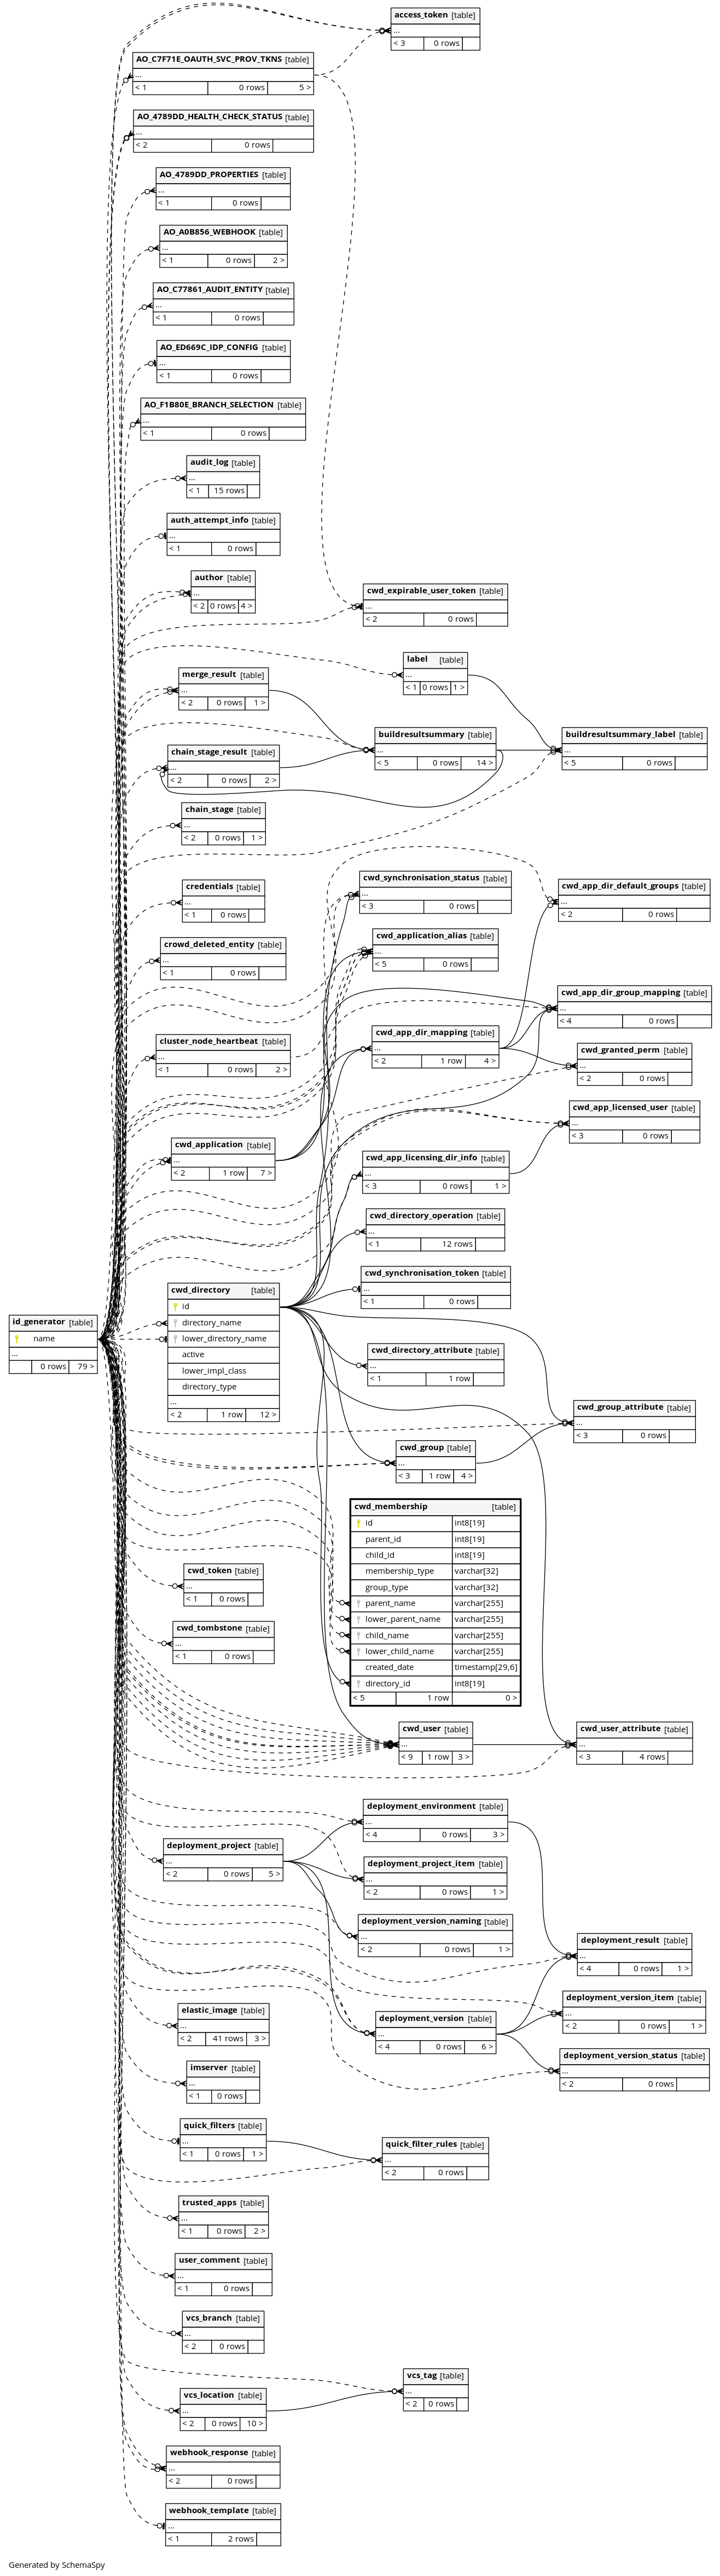 access_token [table]
...
< 3 0 rows
AO_C7F71E_OAUTH_SVC_PROV_TKNS [table]
...
< 1 0 rows 5 >
AO_4789DD_HEALTH_CHECK_STATUS [table]
...
< 2 0 rows
AO_4789DD_PROPERTIES [table]
...
< 1 0 rows
AO_A0B856_WEBHOOK [table]
...
< 1 0 rows 2 >
AO_C77861_AUDIT_ENTITY [table]
...
< 1 0 rows
AO_ED669C_IDP_CONFIG [table]
...
< 1 0 rows
AO_F1B80E_BRANCH_SELECTION [table]
...
< 1 0 rows
audit_log [table]
...
< 1 15 rows
auth_attempt_info [table]
...
< 1 0 rows
author [table]
...
< 2 0 rows 4 >
cwd_expirable_user_token [table]
...
< 2 0 rows
label [table]
...
< 1 0 rows 1 >
merge_result [table]
...
< 2 0 rows 1 >
buildresultsummary [table]
...
< 5 0 rows 14 >
buildresultsummary_label [table]
...
< 5 0 rows
chain_stage_result [table]
...
< 2 0 rows 2 >
chain_stage [table]
...
< 2 0 rows 1 >
cwd_synchronisation_status [table]
...
< 3 0 rows
cwd_app_dir_default_groups [table]
...
< 2 0 rows
credentials [table]
...
< 1 0 rows
cwd_application_alias [table]
...
< 5 0 rows
crowd_deleted_entity [table]
...
< 1 0 rows
cwd_app_dir_group_mapping [table]
...
< 4 0 rows
cwd_app_dir_mapping [table]
...
< 2 1 row 4 >
cluster_node_heartbeat [table]
...
< 1 0 rows 2 >
cwd_granted_perm [table]
...
< 2 0 rows
cwd_app_licensed_user [table]
...
< 3 0 rows
cwd_application [table]
...
< 2 1 row 7 >
cwd_app_licensing_dir_info [table]
...
< 3 0 rows 1 >
cwd_directory_operation [table]
...
< 1 12 rows
cwd_synchronisation_token [table]
...
< 1 0 rows
cwd_directory [table]
id
directory_name
lower_directory_name
active
lower_impl_class
directory_type
...
< 2 1 row 12 >
id_generator [table]
name
...
0 rows 79 >
cwd_directory_attribute [table]
...
< 1 1 row
cwd_group_attribute [table]
...
< 3 0 rows
cwd_group [table]
...
< 3 1 row 4 >
cwd_membership [table]
id int8[19]
parent_id int8[19]
child_id int8[19]
membership_type varchar[32]
group_type varchar[32]
parent_name varchar[255]
lower_parent_name varchar[255]
child_name varchar[255]
lower_child_name varchar[255]
created_date timestamp[29,6]
directory_id int8[19]
< 5 1 row 0 >
cwd_token [table]
...
< 1 0 rows
cwd_tombstone [table]
...
< 1 0 rows
cwd_user [table]
...
< 9 1 row 3 >
cwd_user_attribute [table]
...
< 3 4 rows
deployment_environment [table]
...
< 4 0 rows 3 >
deployment_project [table]
...
< 2 0 rows 5 >
deployment_project_item [table]
...
< 2 0 rows 1 >
deployment_version_naming [table]
...
< 2 0 rows 1 >
deployment_result [table]
...
< 4 0 rows 1 >
deployment_version_item [table]
...
< 2 0 rows 1 >
elastic_image [table]
...
< 2 41 rows 3 >
deployment_version [table]
...
< 4 0 rows 6 >
deployment_version_status [table]
...
< 2 0 rows
imserver [table]
...
< 1 0 rows
quick_filters [table]
...
< 1 0 rows 1 >
quick_filter_rules [table]
...
< 2 0 rows
trusted_apps [table]
...
< 1 0 rows 2 >
user_comment [table]
...
< 1 0 rows
vcs_branch [table]
...
< 2 0 rows
vcs_tag [table]
...
< 2 0 rows
vcs_location [table]
...
< 2 0 rows 10 >
webhook_response [table]
...
< 2 0 rows
webhook_template [table]
...
< 1 2 rows
Generated by SchemaSpy